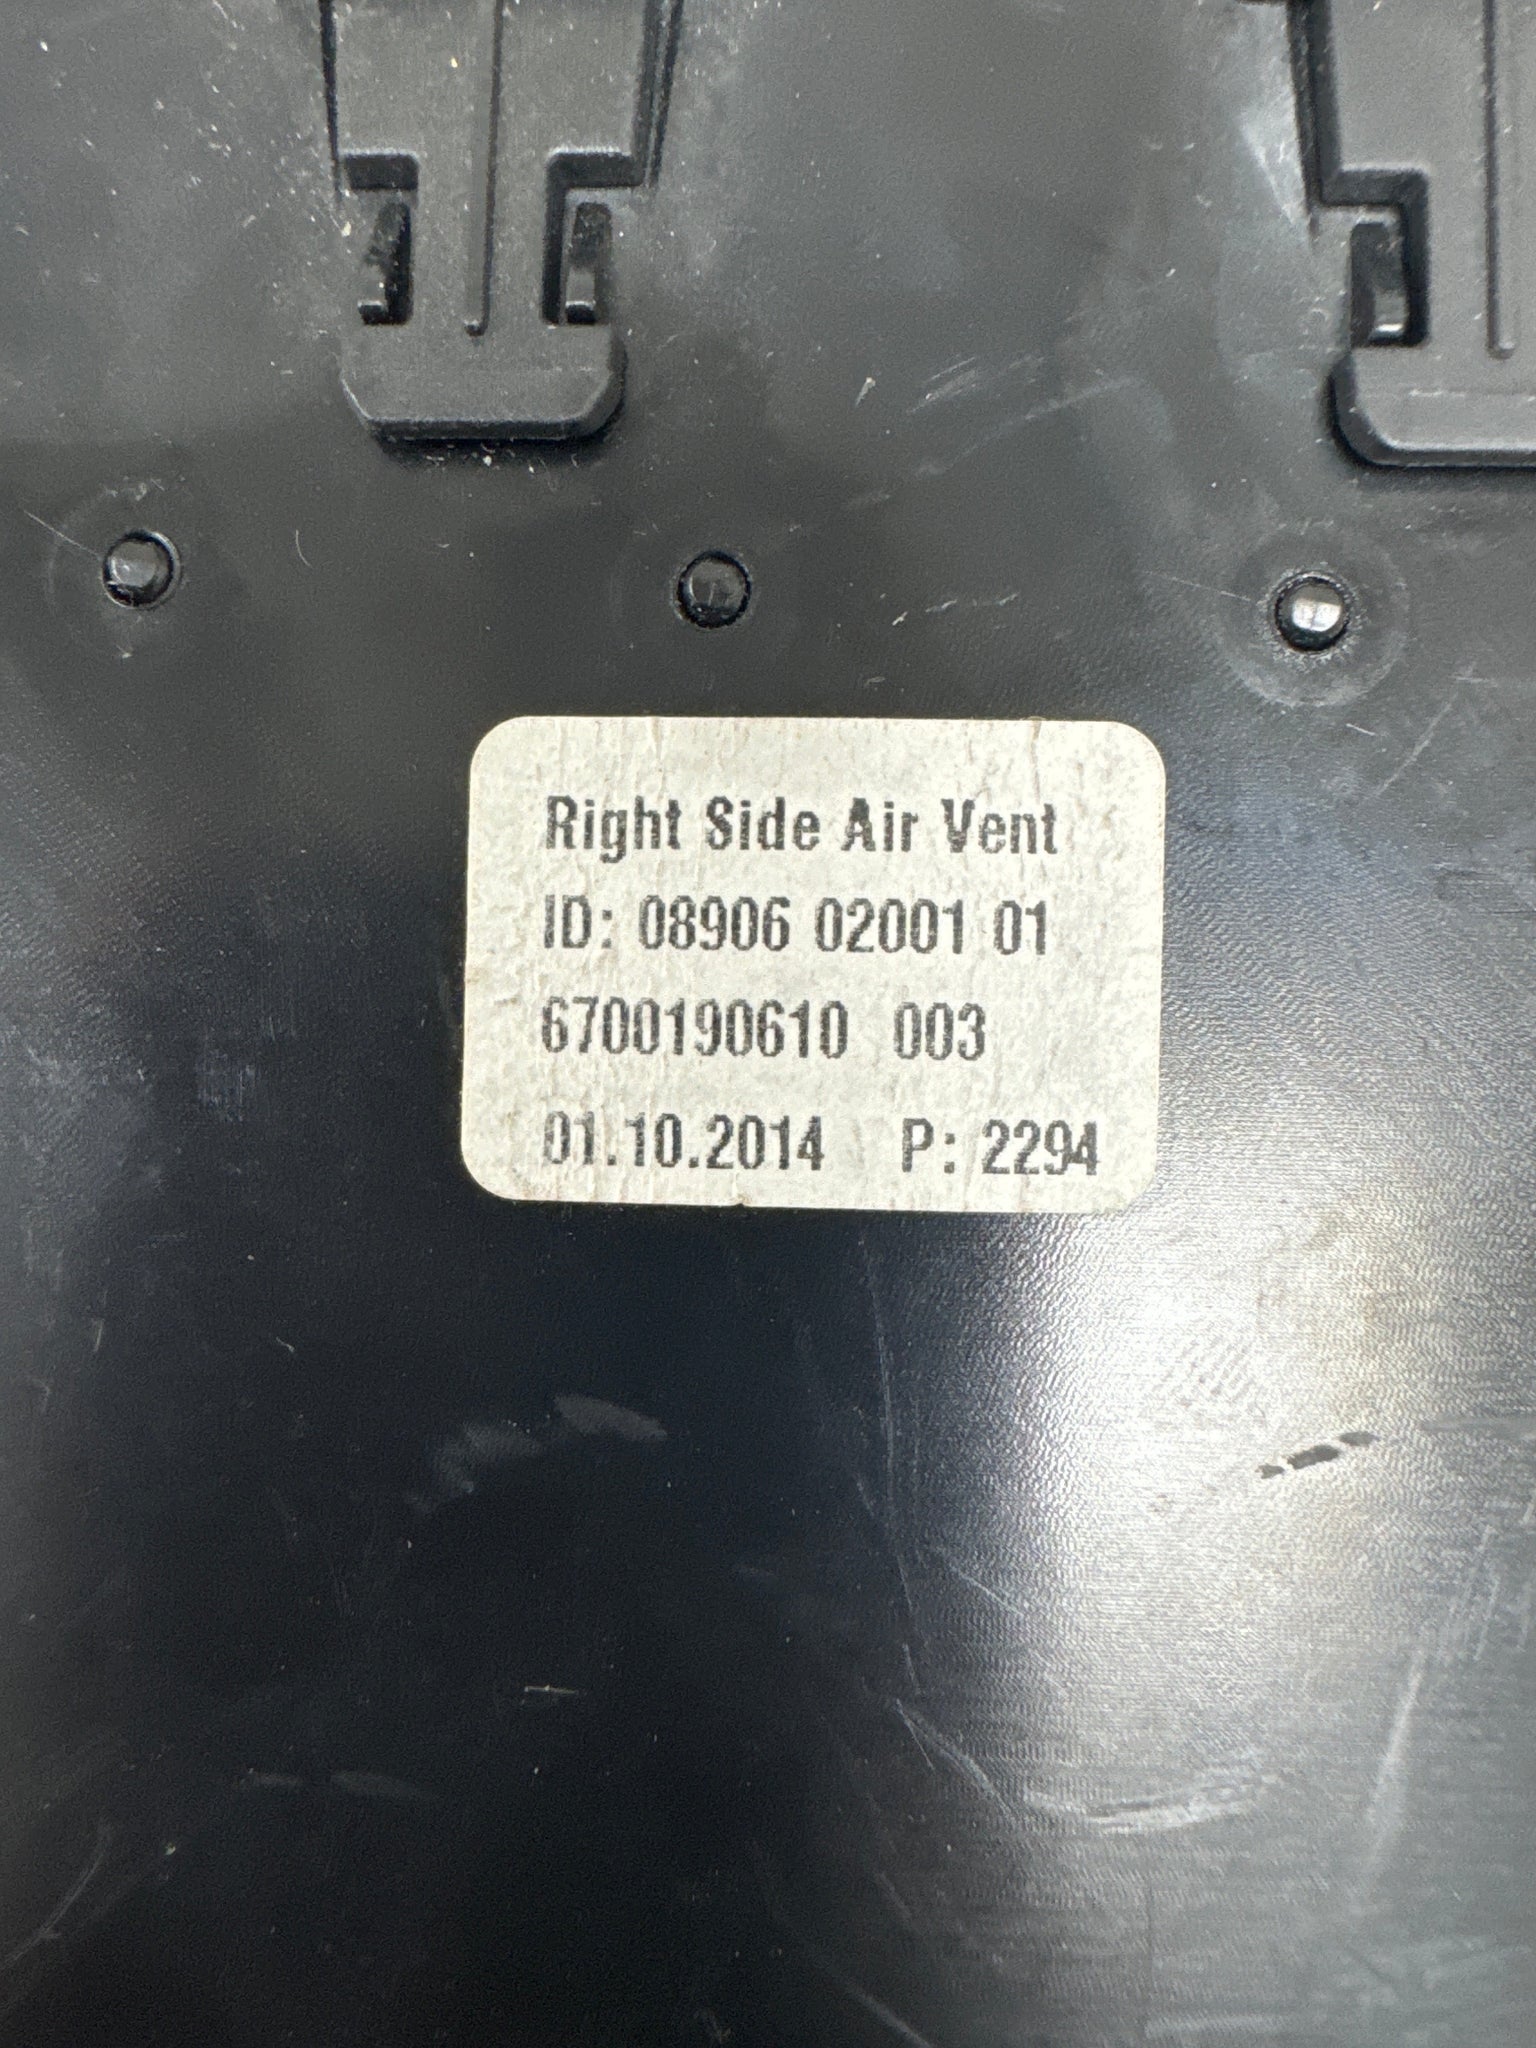 Right Side Air Vent
ID: 08906 02001 01
6700190610 003
01.10.2014 P: 2294